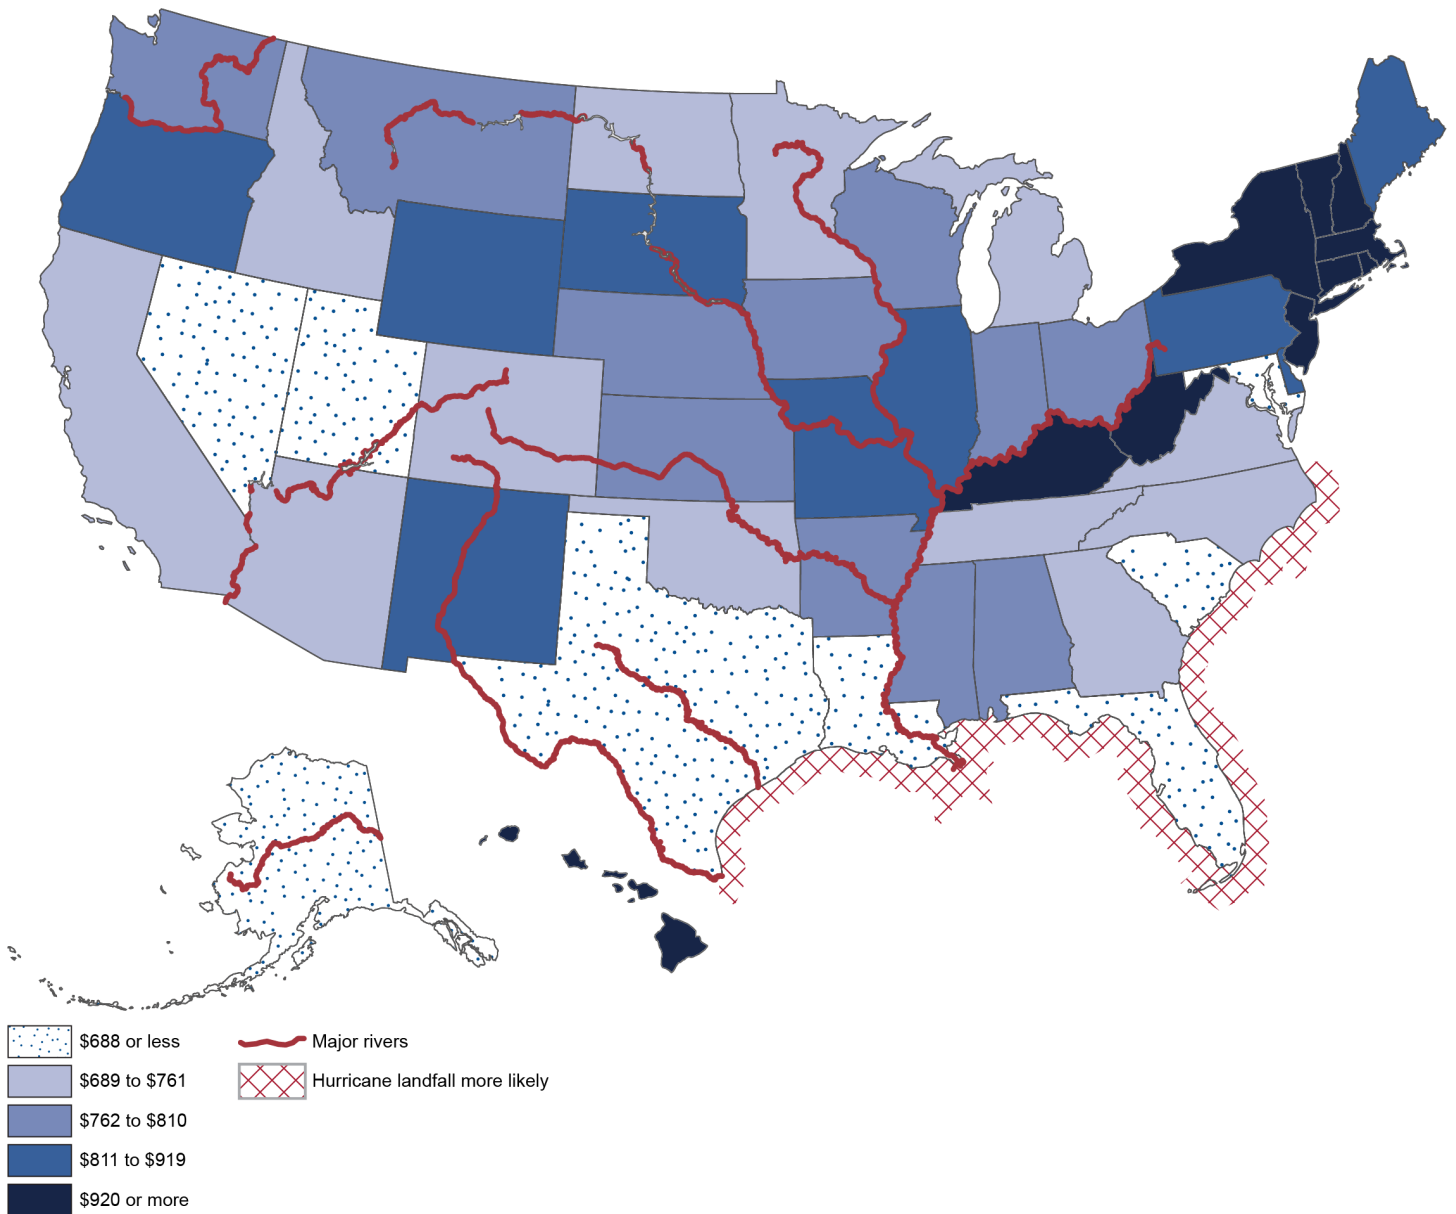 $688 or less
Major rivers
$689 to $761
Hurricane landfall more likely
$762 to $810
$811 to $919
$920 or more